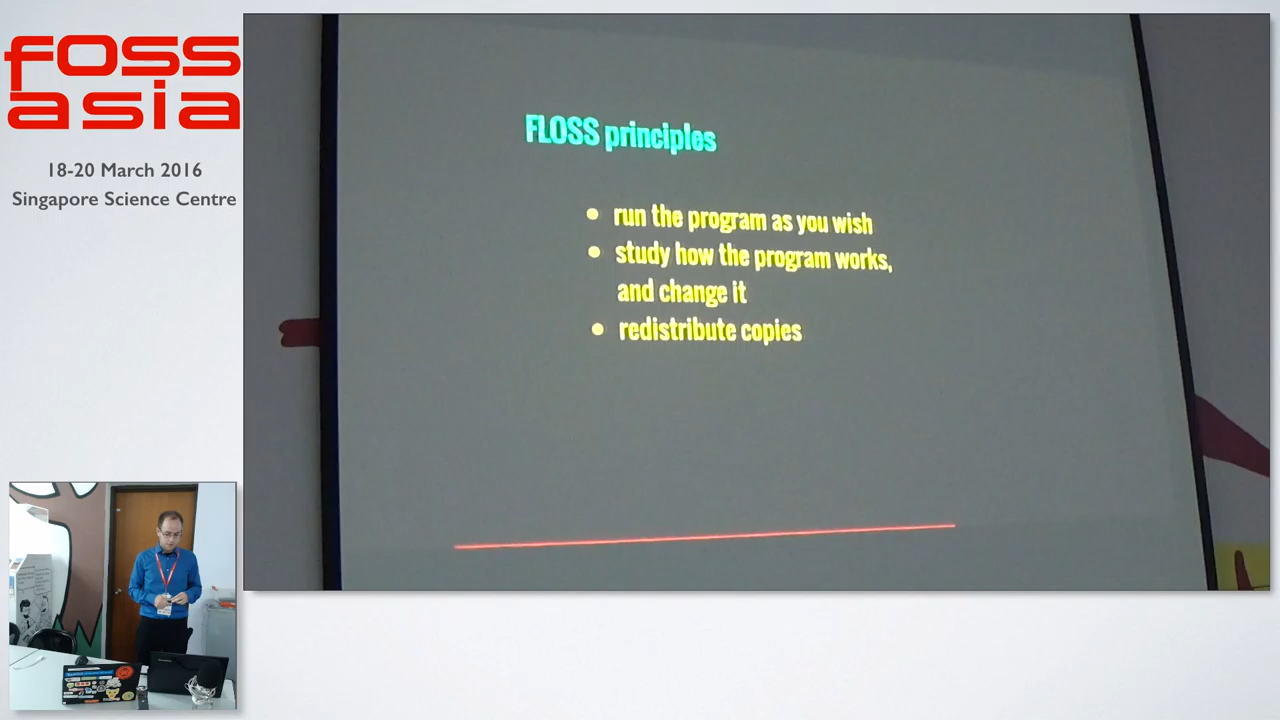 foss
asia
18-20 March 2016
Singapore Science Centre
FLOSS principles
• run the program as you wish
• study how the program works,
and change it
• redistribute copies